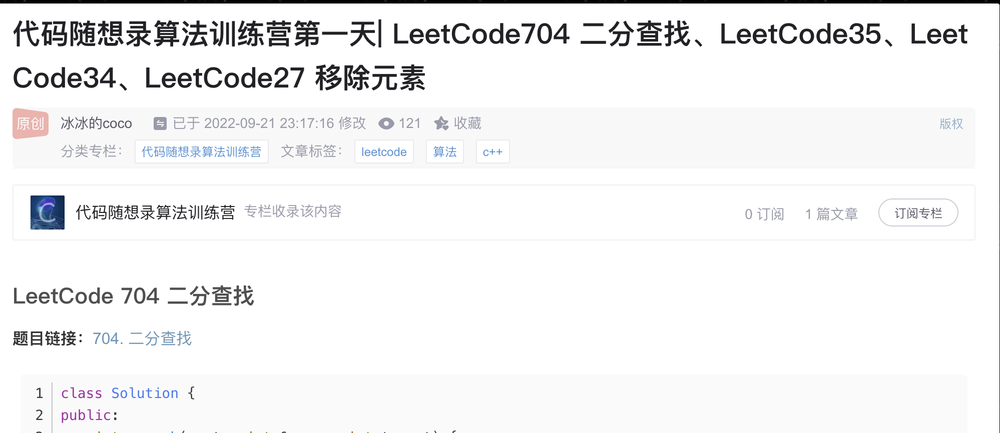 代码随想录算法训练营第一天| LeetCode704 二分查找、LeetCode35、Leet
Code34、LeetCode27 移除元素
原创 冰冰的coco 已于 2022-09-21 23:17:16 修改 121 收藏 版权
分类专栏： 代码随想录算法训练营 文章标签： leetcode 算法 c++
代码随想录算法训练营 专栏收录该内容 0 订阅 1 篇文章 订阅专栏
LeetCode 704 二分查找
题目链接：704. 二分查找
1 class Solution {
2 public: